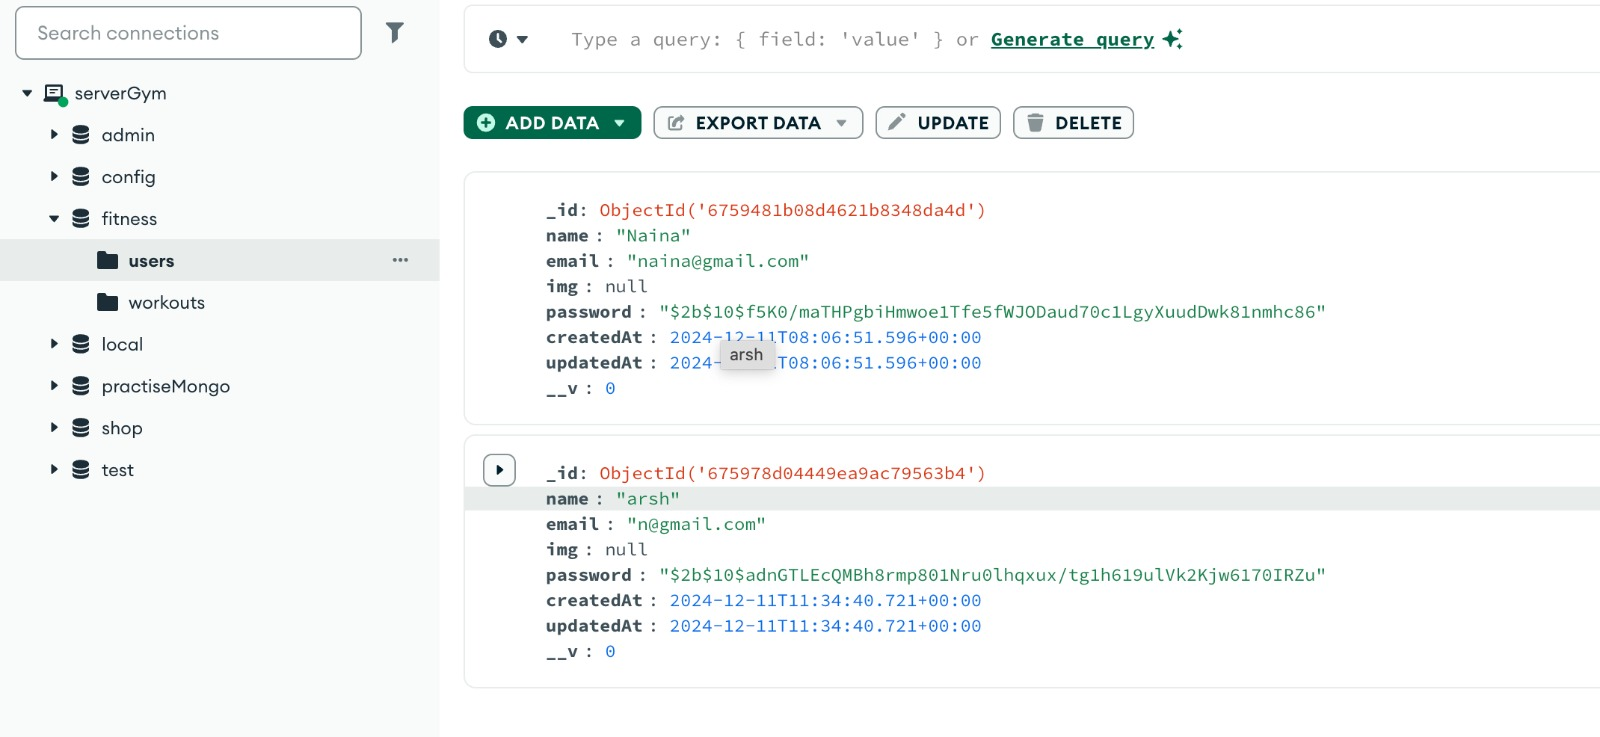 Search connections
serverGym
admin
config
fitness
users
workouts
local
practiseMongo
shop
test
Type a query: { field: 'value' } or Generate query
ADD DATA
EXPORT DATA
UPDATE
DELETE
_id: ObjectId('6759481b08d4621b8348da4d')
name : "Naina"
email : "naina@gmail.com"
img : null
password : "$2b$10$f5K0/maTHPgbiHmwoe1Tfe5fWJODaud70c1LgyXuudDwk81nmhc86"
createdAt : 2024-12-11T08:06:51.596+00:00
arsh
updatedAt : 2024- T08:06:51.596+00:00
__v : 0
_id: ObjectId('675978d04449ea9ac79563b4')
name : "arsh"
email : "n@gmail.com"
img : null
password : "$2b$10$adnGTLEcQMBh8rmp801Nru0lhqxux/tg1h619ulVk2Kjw6170IRZu"
createdAt : 2024-12-11T11:34:40.721+00:00
updatedAt : 2024-12-11T11:34:40.721+00:00
__v : 0